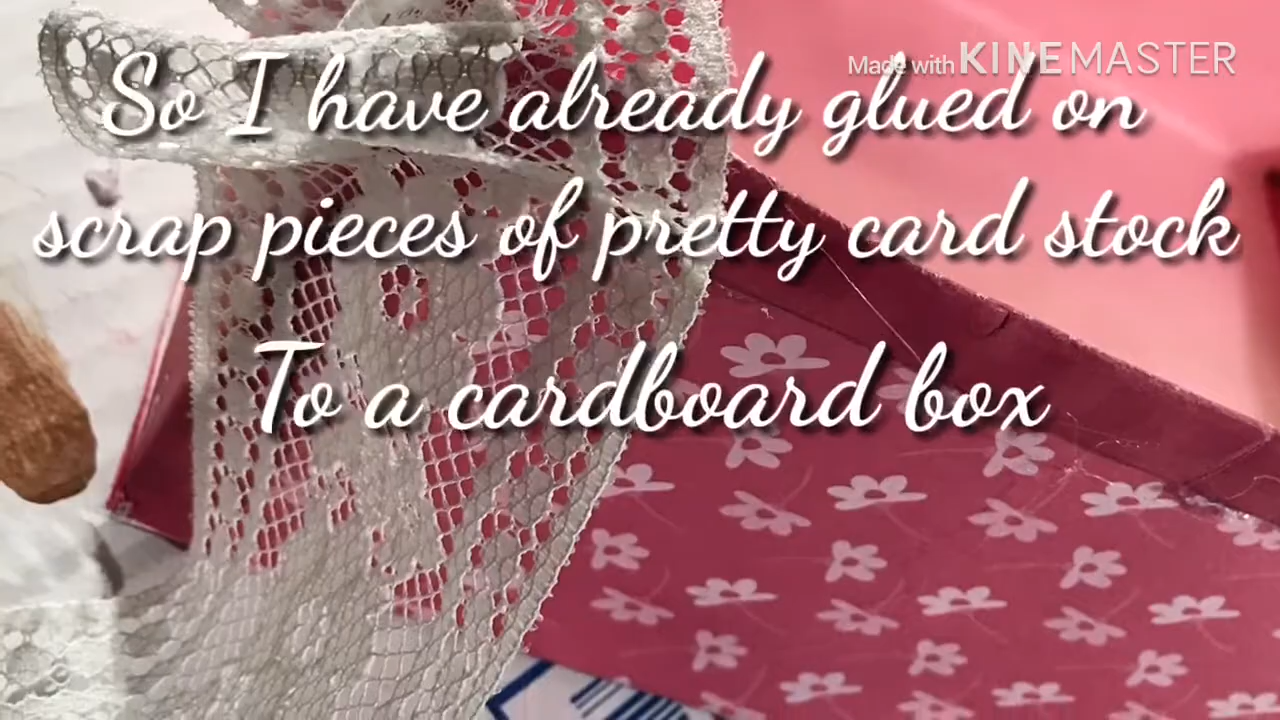 Made with KINEMASTER
So I have already glued on
scrap pieces of pretty card stock
To a cardboard box